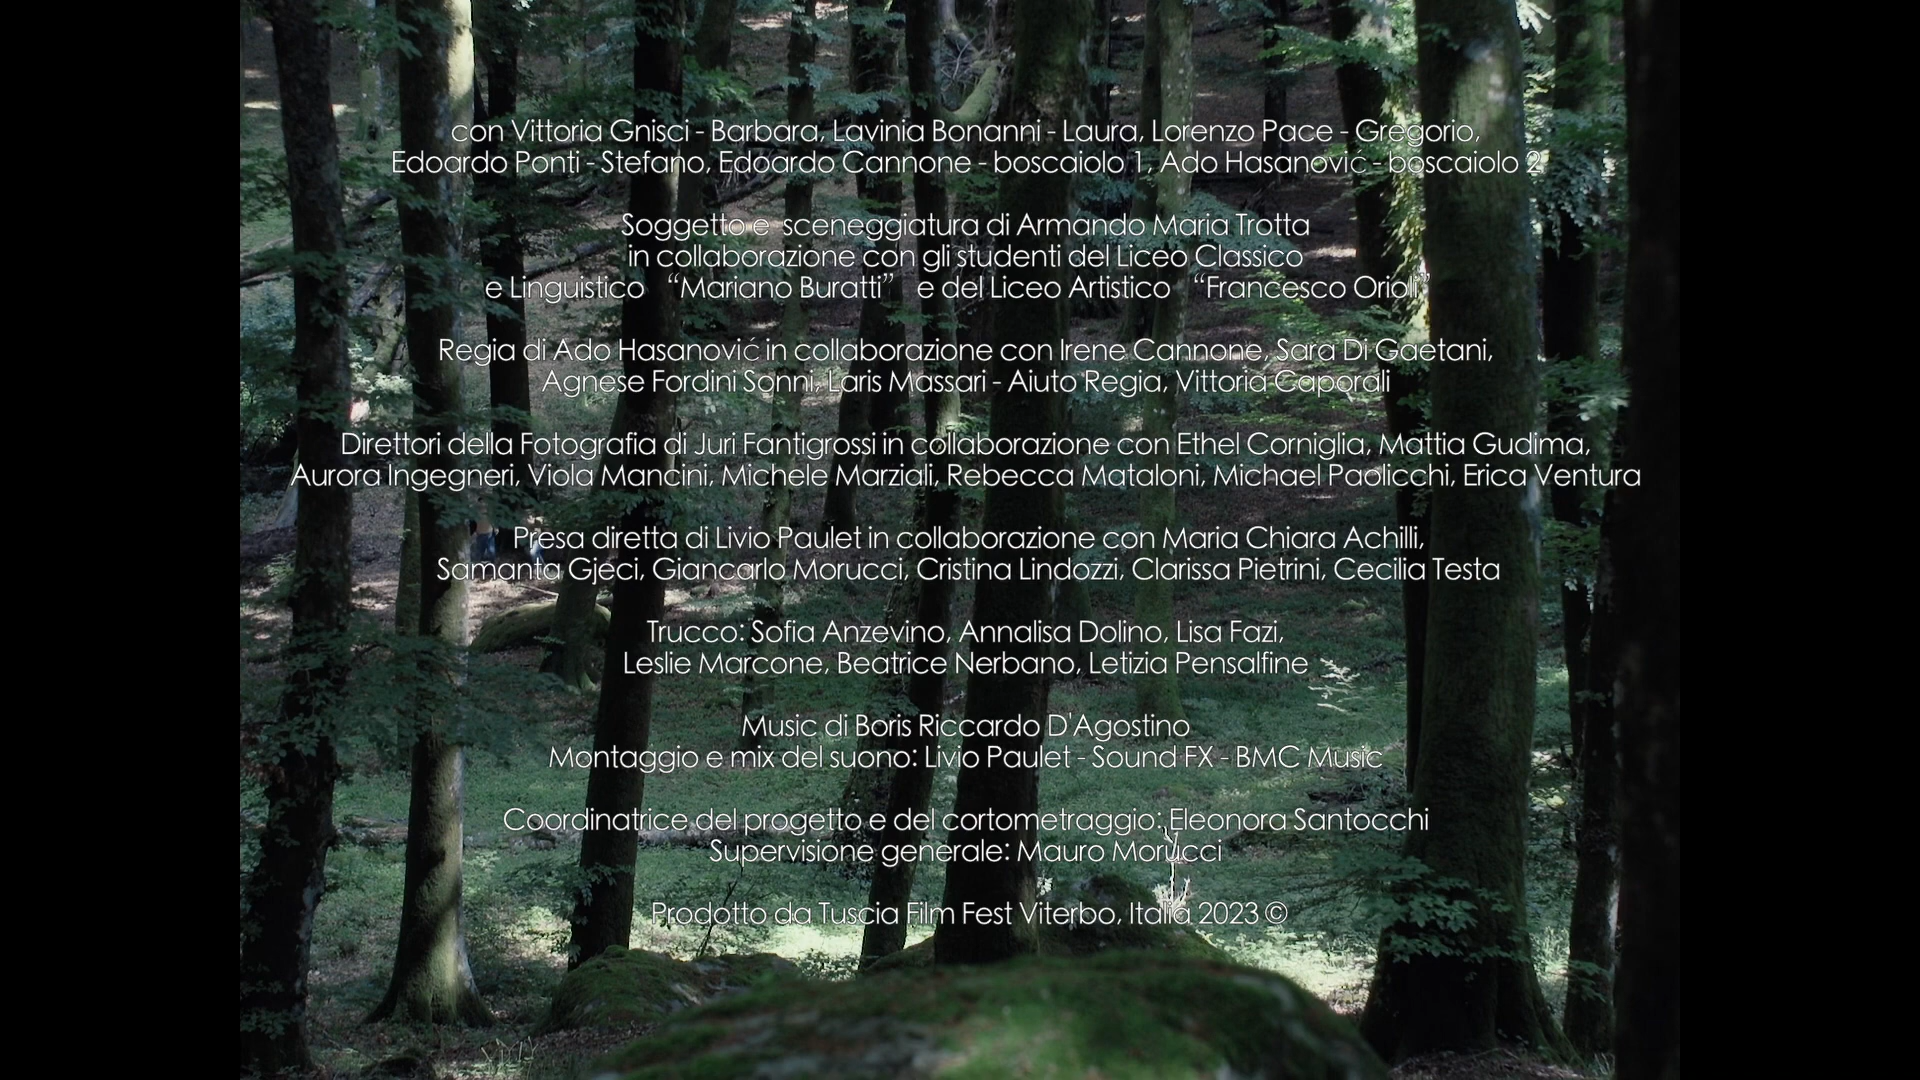 con Vittoria Gnisci - Barbara, Lavinia Bonanni - Laura, Lorenzo Pace - Gregorio,
Edoardo Ponti - Stefano, Edoardo Cannone - boscaiolo 1, Ado Hasanović - boscaiolo 2
Soggetto e sceneggiatura di Armando Maria Trotta
in collaborazione con gli studenti del Liceo Classico
e Linguistico “Mariano Buratti” e del Liceo Artistico “Francesco Orioli”
Regia di Ado Hasanović in collaborazione con Irene Cannone, Sara Di Gaetani,
Agnese Fordini Sonni, Laris Massari - Aiuto Regia, Vittoria Caporali
Direttori della Fotografia di Juri Fantigrossi in collaborazione con Ethel Corniglia, Mattia Gudima,
Aurora Ingegneri, Viola Mancini, Michele Marziali, Rebecca Mataloni, Michael Paolicchi, Erica Ventura
Presa diretta di Livio Paulet in collaborazione con Maria Chiara Achilli,
Samanta Gjeci, Giancarlo Morucci, Cristina Lindozzi, Clarissa Pietrini, Cecilia Testa
Trucco: Sofia Anzevino, Annalisa Dolino, Lisa Fazi,
Leslie Marcone, Beatrice Nerbano, Letizia Pensalfine
Music di Boris Riccardo D'Agostino
Montaggio e mix del suono: Livio Paulet - Sound FX - BMC Music
Coordinatrice del progetto e del cortometraggio: Eleonora Santocchi
Supervisione generale: Mauro Morucci
Prodotto da Tuscia Film Fest Viterbo, Italia 2023 ©